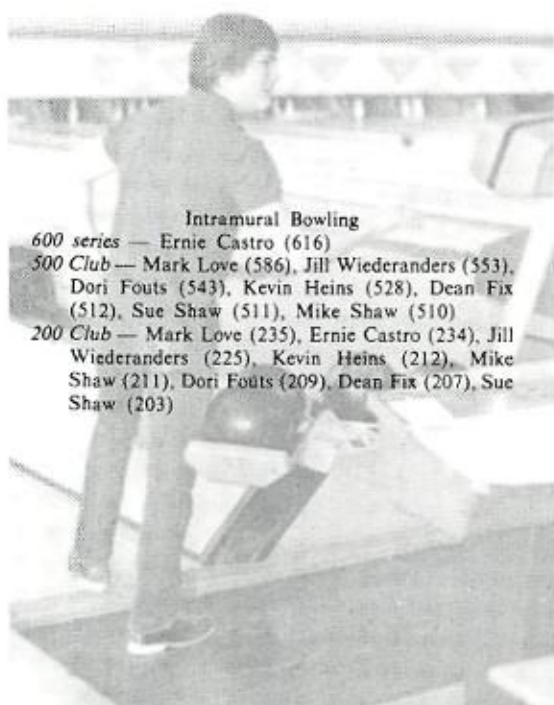 Intramural Bowling
600 series — Ernie Castro (616)
500 Club — Mark Love (586), Jill Wiederanders (553),
Dori Fouts (543), Kevin Heins (528), Dean Fix
(512), Sue Shaw (511), Mike Shaw (510)
200 Club — Mark Love (235), Ernie Castro (234), Jill
Wiederanders (225), Kevin Heins (212), Mike
Shaw (211), Dori Fouts (209), Dean Fix (207), Sue
Shaw (203)